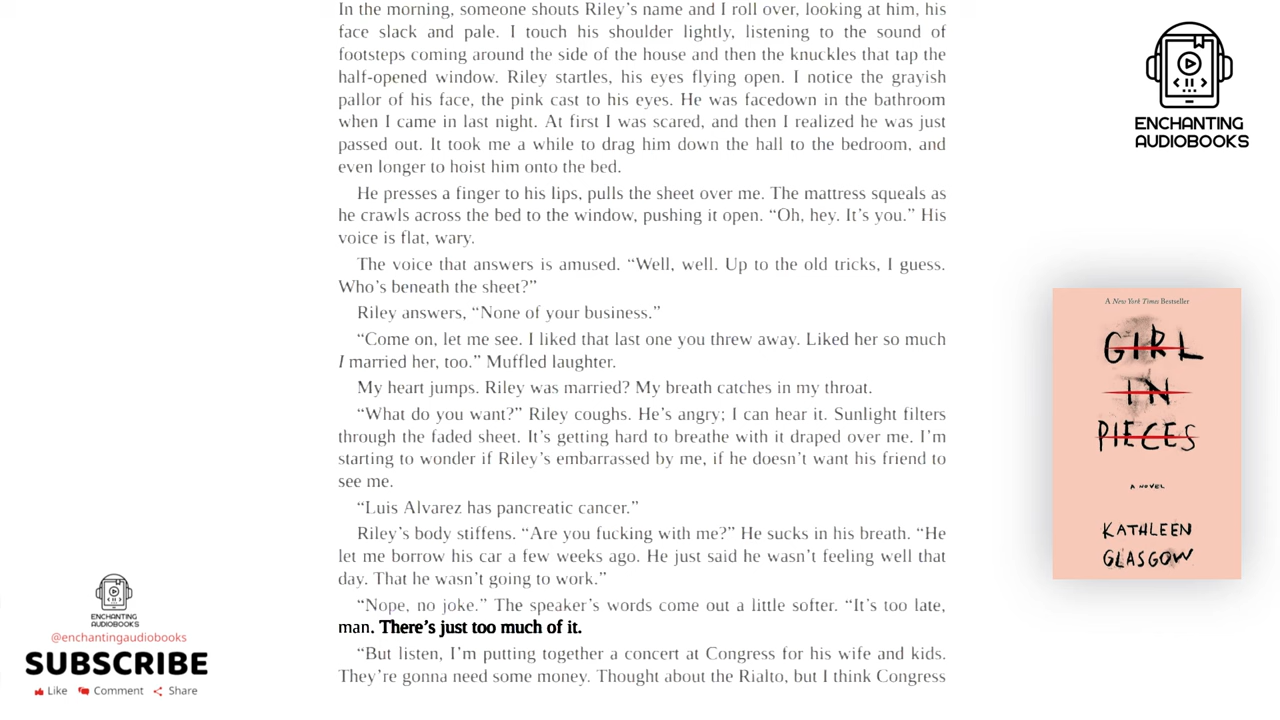 In the morning, someone shouts Riley’s name and I roll over, looking at him, his
face slack and pale. I touch his shoulder lightly, listening to the sound of
footsteps coming around the side of the house and then the knuckles that tap the
half-opened window. Riley startles, his eyes flying open. I notice the grayish
pallor of his face, the pink cast to his eyes. He was facedown in the bathroom
when I came in last night. At first I was scared, and then I realized he was just
passed out. It took me a while to drag him down the hall to the bedroom, and
even longer to hoist him onto the bed.
He presses a finger to his lips, pulls the sheet over me. The mattress squeals as
he crawls across the bed to the window, pushing it open. “Oh, hey. It’s you.” His
voice is flat, wary.
The voice that answers is amused. “Well, well. Up to the old tricks, I guess.
Who’s beneath the sheet?”
Riley answers, “None of your business.”
“Come on, let me see. I liked that last one you threw away. Liked her so much
I married her, too.” Muffled laughter.
My heart jumps. Riley was married? My breath catches in my throat.
“What do you want?” Riley coughs. He’s angry; I can hear it. Sunlight filters
through the faded sheet. It’s getting hard to breathe with it draped over me. I’m
starting to wonder if Riley’s embarrassed by me, if he doesn’t want his friend to
see me.
“Luis Alvarez has pancreatic cancer.”
Riley’s body stiffens. “Are you fucking with me?” He sucks in his breath. “He
let me borrow his car a few weeks ago. He just said he wasn’t feeling well that
day. That he wasn’t going to work.”
“Nope, no joke.” The speaker’s words come out a little softer. “It’s too late,
man. There’s just too much of it.
“But listen, I’m putting together a concert at Congress for his wife and kids.
They’re gonna need some money. Thought about the Rialto, but I think Congress
ENCHANTING
AUDIOBOOKS
A New York Times Bestseller
GIRL
IN
PIECES
A NOVEL
KATHLEEN
GLASGOW
ENCHANTING
AUDIOBOOKS
@enchantingaudiobooks
SUBSCRIBE
Like Comment Share